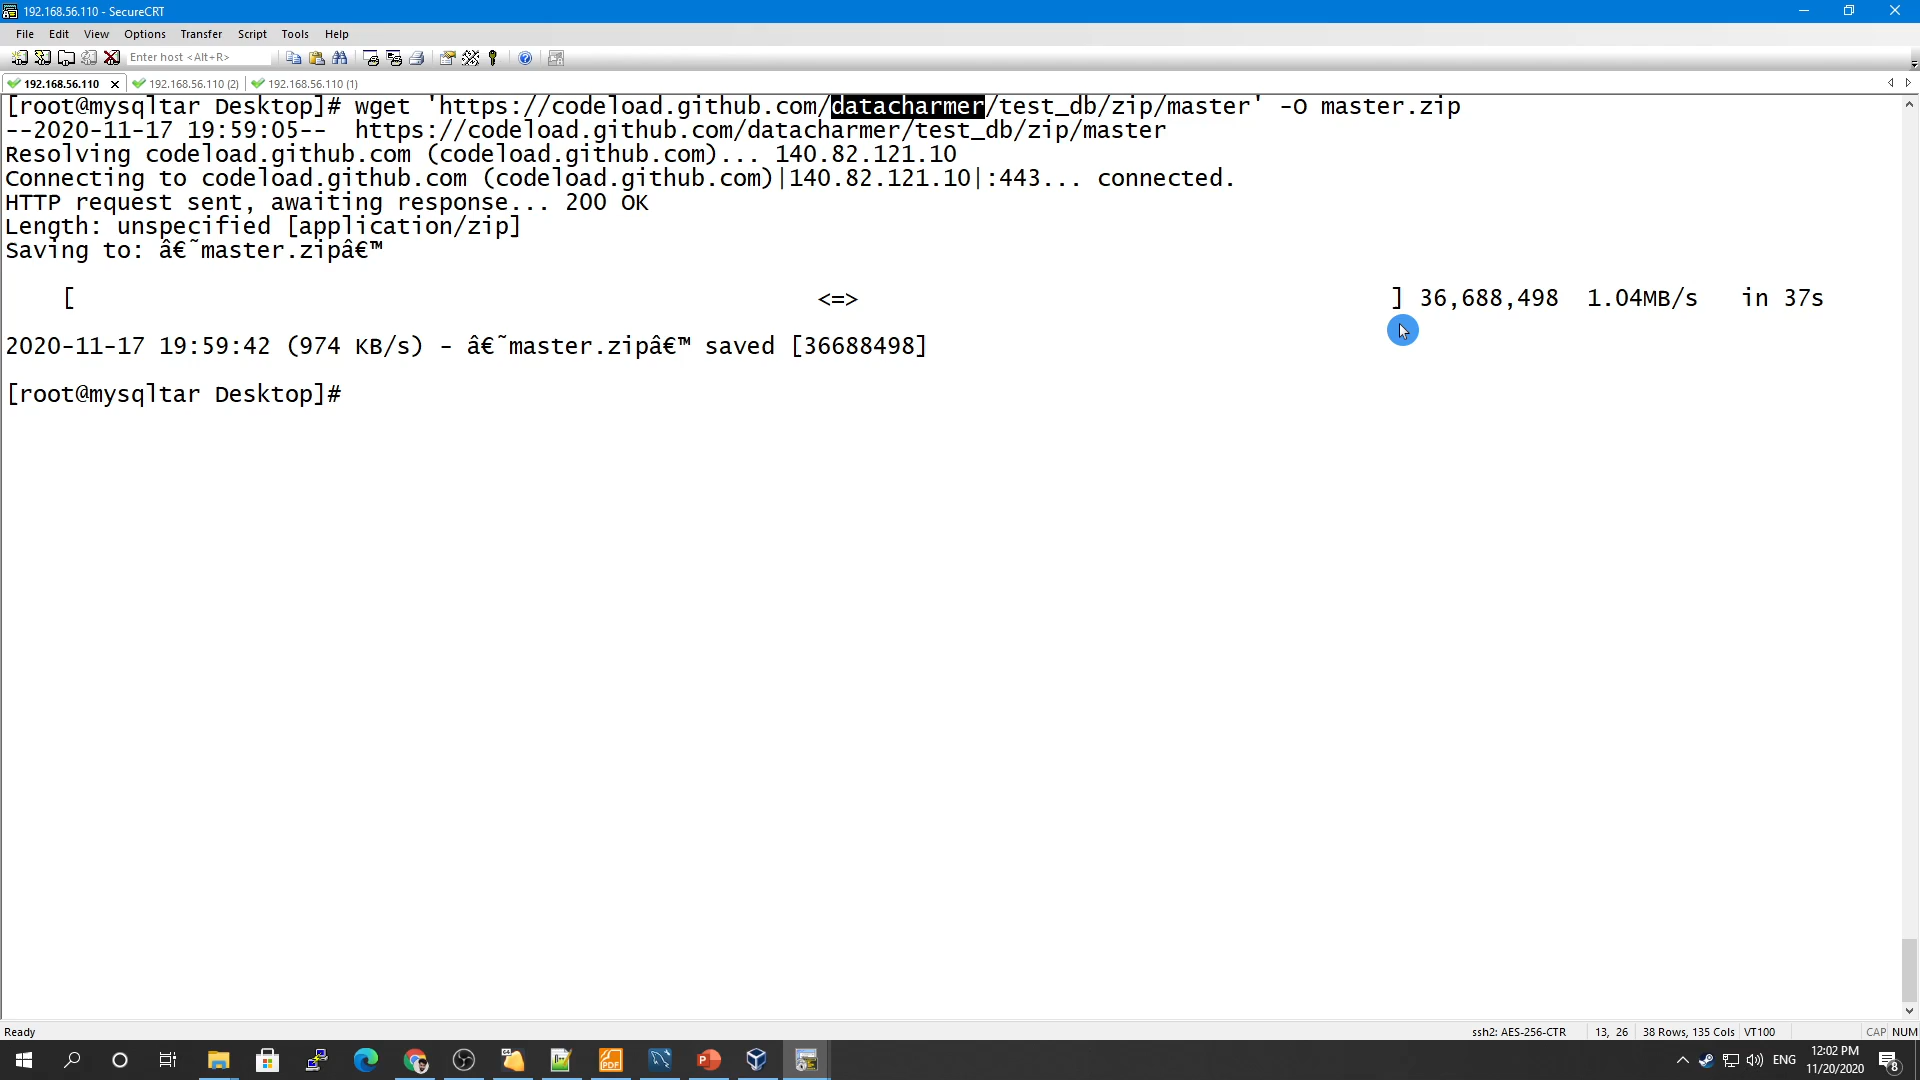 192.168.56.110 - SecureCRT
File Edit View Options Transfer Script Tools Help
Enter host <Alt+R>
192.168.56.110 192.168.56.110 (2) 192.168.56.110 (1)
[root@mysqltar Desktop]# wget 'https://codeload.github.com/datacharmer/test_db/zip/master' -O master.zip
--2020-11-17 19:59:05--  https://codeload.github.com/datacharmer/test_db/zip/master
Resolving codeload.github.com (codeload.github.com)... 140.82.121.10
Connecting to codeload.github.com (codeload.github.com)|140.82.121.10|:443... connected.
HTTP request sent, awaiting response... 200 OK
Length: unspecified [application/zip]
Saving to: â€˜master.zipâ€™
[ <=> ] 36,688,498 1.04MB/s in 37s
2020-11-17 19:59:42 (974 KB/s) - â€˜master.zipâ€™ saved [36688498]
[root@mysqltar Desktop]#
Ready ssh2: AES-256-CTR 13, 26 38 Rows, 135 Cols VT100 CAP NUM
ENG 12:02 PM
11/20/2020 8